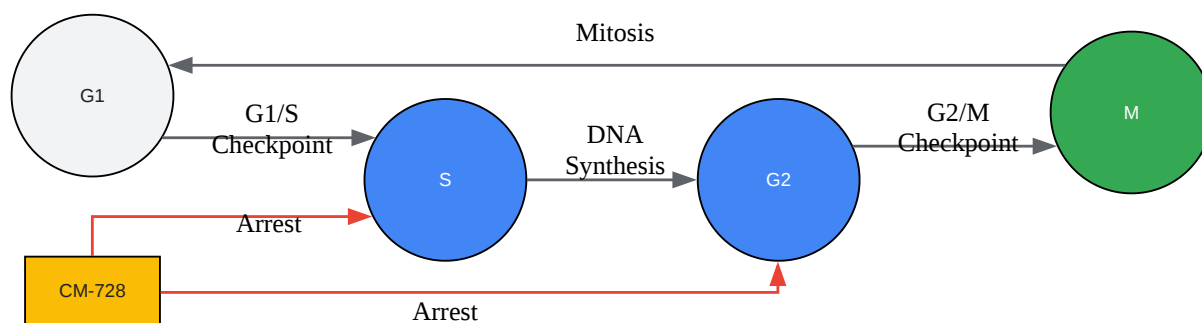 Mitosis
G1
G1/S
Checkpoint
DNA
Synthesis
G2/M
Checkpoint
M
S
G2
Arrest
CM-728
Arrest